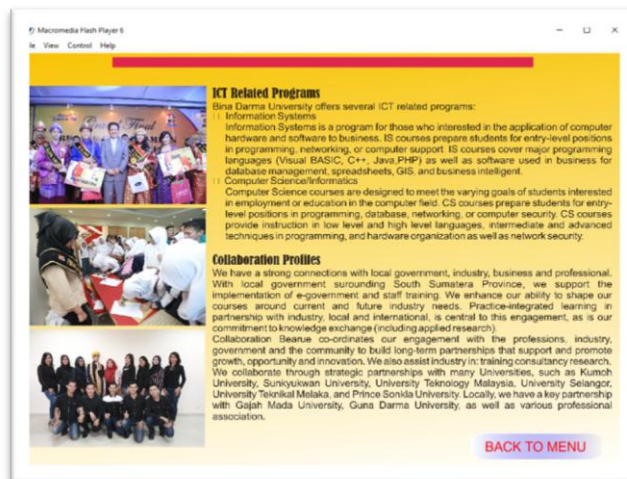 Macromedia Flash Player 6
le View Control Help
ICT Related Programs
Bina Darma University offers several ICT related programs:
Information Systems
Information Systems is a program for those who interested in the application of computer
hardware and software to business. IS courses prepare students for entry-level positions
in programming, networking, or computer support. IS courses cover major programming
languages (Visual BASIC, C++, Java,PHP) as well as software used in business for
database management, spreadsheets, GIS, and business intelligent.
Computer Science/Informatics
Computer Science courses are designed to meet the varying goals of students interested
in employment or education in the computer field. CS courses prepare students for entry-
level positions in programming, database, networking, or computer security. CS courses
provide instruction in low level and high level languages, intermediate and advanced
techniques in programming, and hardware organization as well as network security.
Collaboration Profiles
We have a strong connections with local government, industry, business and professional.
With local government surounding South Sumatera Province, we support the
implementation of e-government and staff training. We enhance our ability to shape our
courses around current and future industry needs. Practice-integrated learning in
partnership with industry, local and international, is central to this engagement, as is our
commitment to knowledge exchange (including applied research).
Collaboration Bearue co-ordinates our engagement with the professions, industry,
government and the community to build long-term partnerships that support and promote
growth, opportunity and innovation. We also assist industry in: training consultancy research.
We collaborate through strategic partnerships with many Universities, such as Kumoh
University, Sunkyukwan University, University Teknology Malaysia, University Selangor,
University Teknikal Melaka, and Prince Sonkla University. Locally, we have a key partnership
with Gajah Mada University, Guna Darma University, as well as various professional
association.
BACK TO MENU